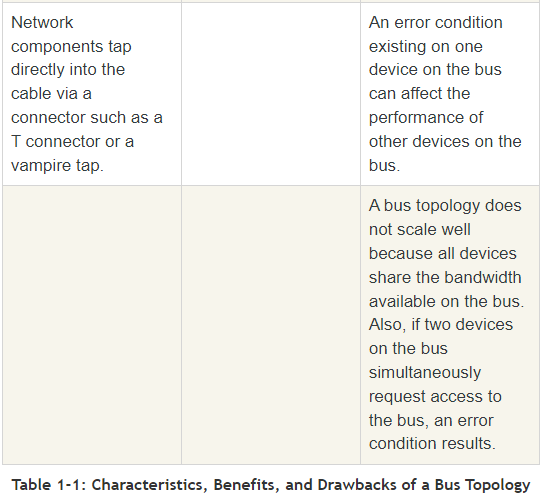 Network
components tap
directly into the
cable via a
connector such as a
T connector or a
vampire tap.
An error condition
existing on one
device on the bus
can affect the
performance of
other devices on the
bus.
A bus topology does
not scale well
because all devices
share the bandwidth
available on the bus.
Also, if two devices
on the bus
simultaneously
request access to
the bus, an error
condition results.
Table 1-1: Characteristics, Benefits, and Drawbacks of a Bus Topology